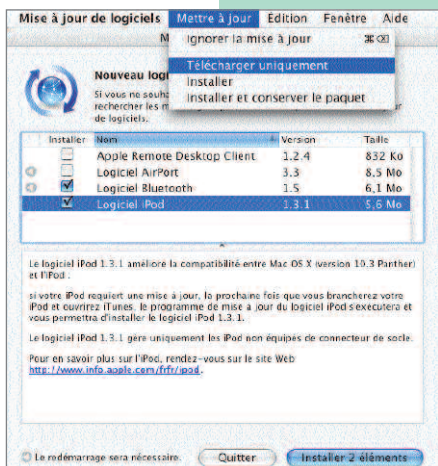 Mise à jour de logiciels Mettre à jour Edition Fenêtre Aide
Ignorer la mise à jour ⌘⌫
Télécharger uniquement
Installer
Installer et conserver le paquet
Nouveau logi
Si vous ne souha
rechercher les m
de logiciels.
Installer Nom Version Taille
Apple Remote Desktop Client 1.2.4 832 Ko
Logiciel AirPort 3.3 8,5 Mo
Logiciel Bluetooth 1.5 6,1 Mo
Logiciel iPod 1.3.1 5,6 Mo
Le logiciel iPod 1.3.1 améliore la compatibilité entre Mac OS X (version 10.3 Panther)
et l'iPod .
si votre iPod requiert une mise à jour, la prochaine fois que vous brancherez votre
iPod et ouvrirez iTunes, le programme de mise à jour du logiciel iPod s'executera et
vous permettra d'installer le logiciel iPod 1.3.1.
Le logiciel iPod 1.3.1 gère uniquement les iPod non équipés de connecteur de socle.
Pour en savoir plus sur l'iPod, rendez-vous sur le site Web
http://www.info.apple.com/frfr/ipod.
Le redémarrage sera nécessaire. Quitter Installer 2 éléments